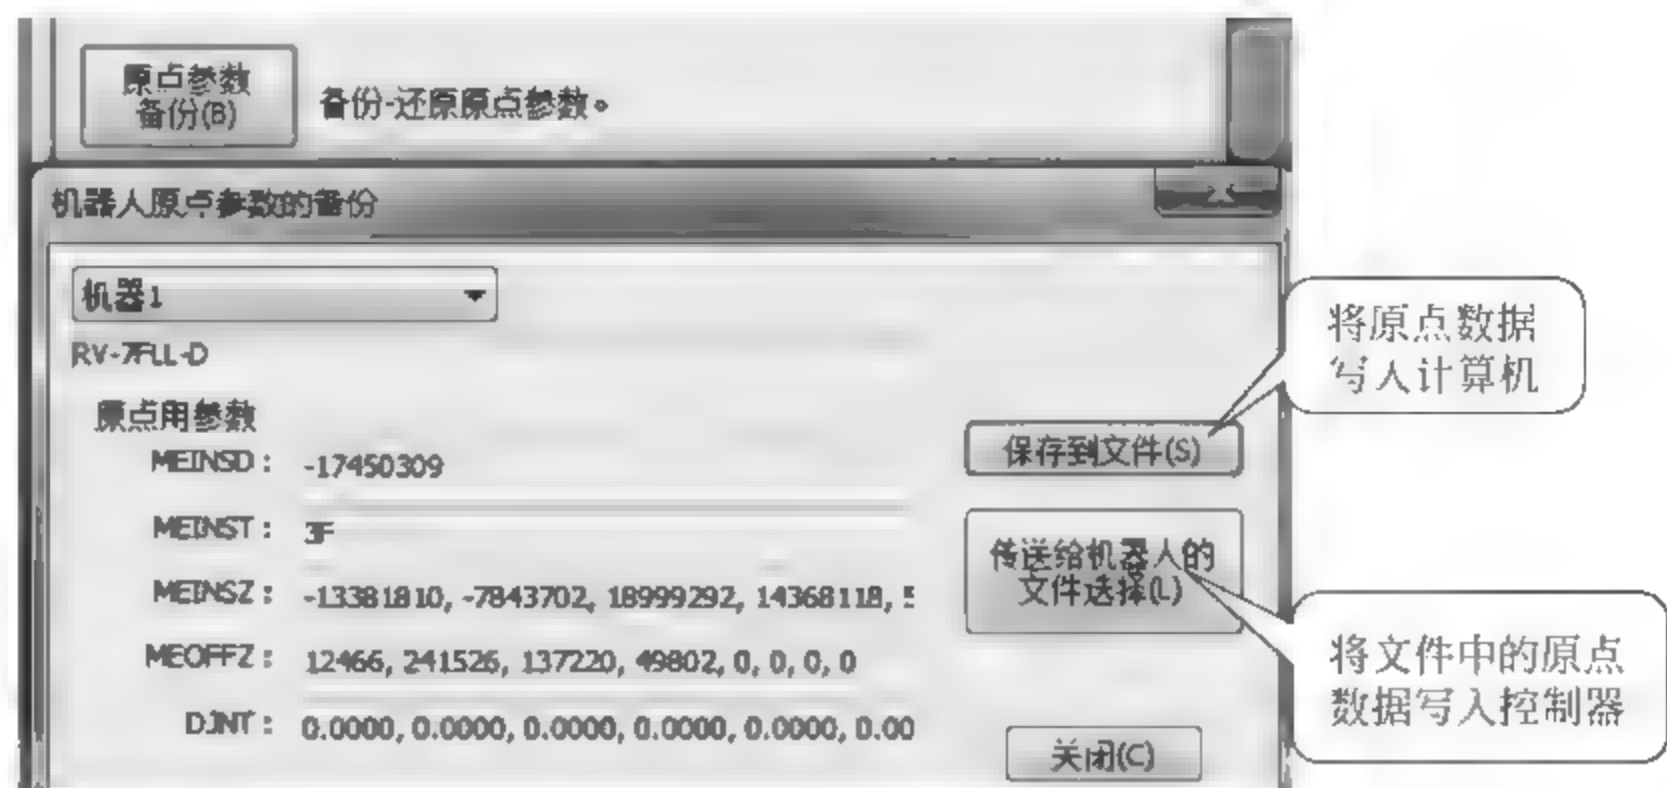 原点参数
备份(B)
备份-还原原点参数。
机器人原点参数的备份
机器1
RV-7FLL-D
将原点数据
写入计算机
原点用参数
MEINSD： -17450309
保存到文件(S)
MEINST： 3F
传送给机器人的
文件选择(L)
MEINSZ： -13381810, -7843702, 18999292, 14368118,
MEOFFZ： 12466, 241526, 137220, 49802, 0, 0, 0, 0
将文件中的原点
数据写入控制器
DJNT： 0.0000, 0.0000, 0.0000, 0.0000, 0.0000, 0.00
关闭(C)